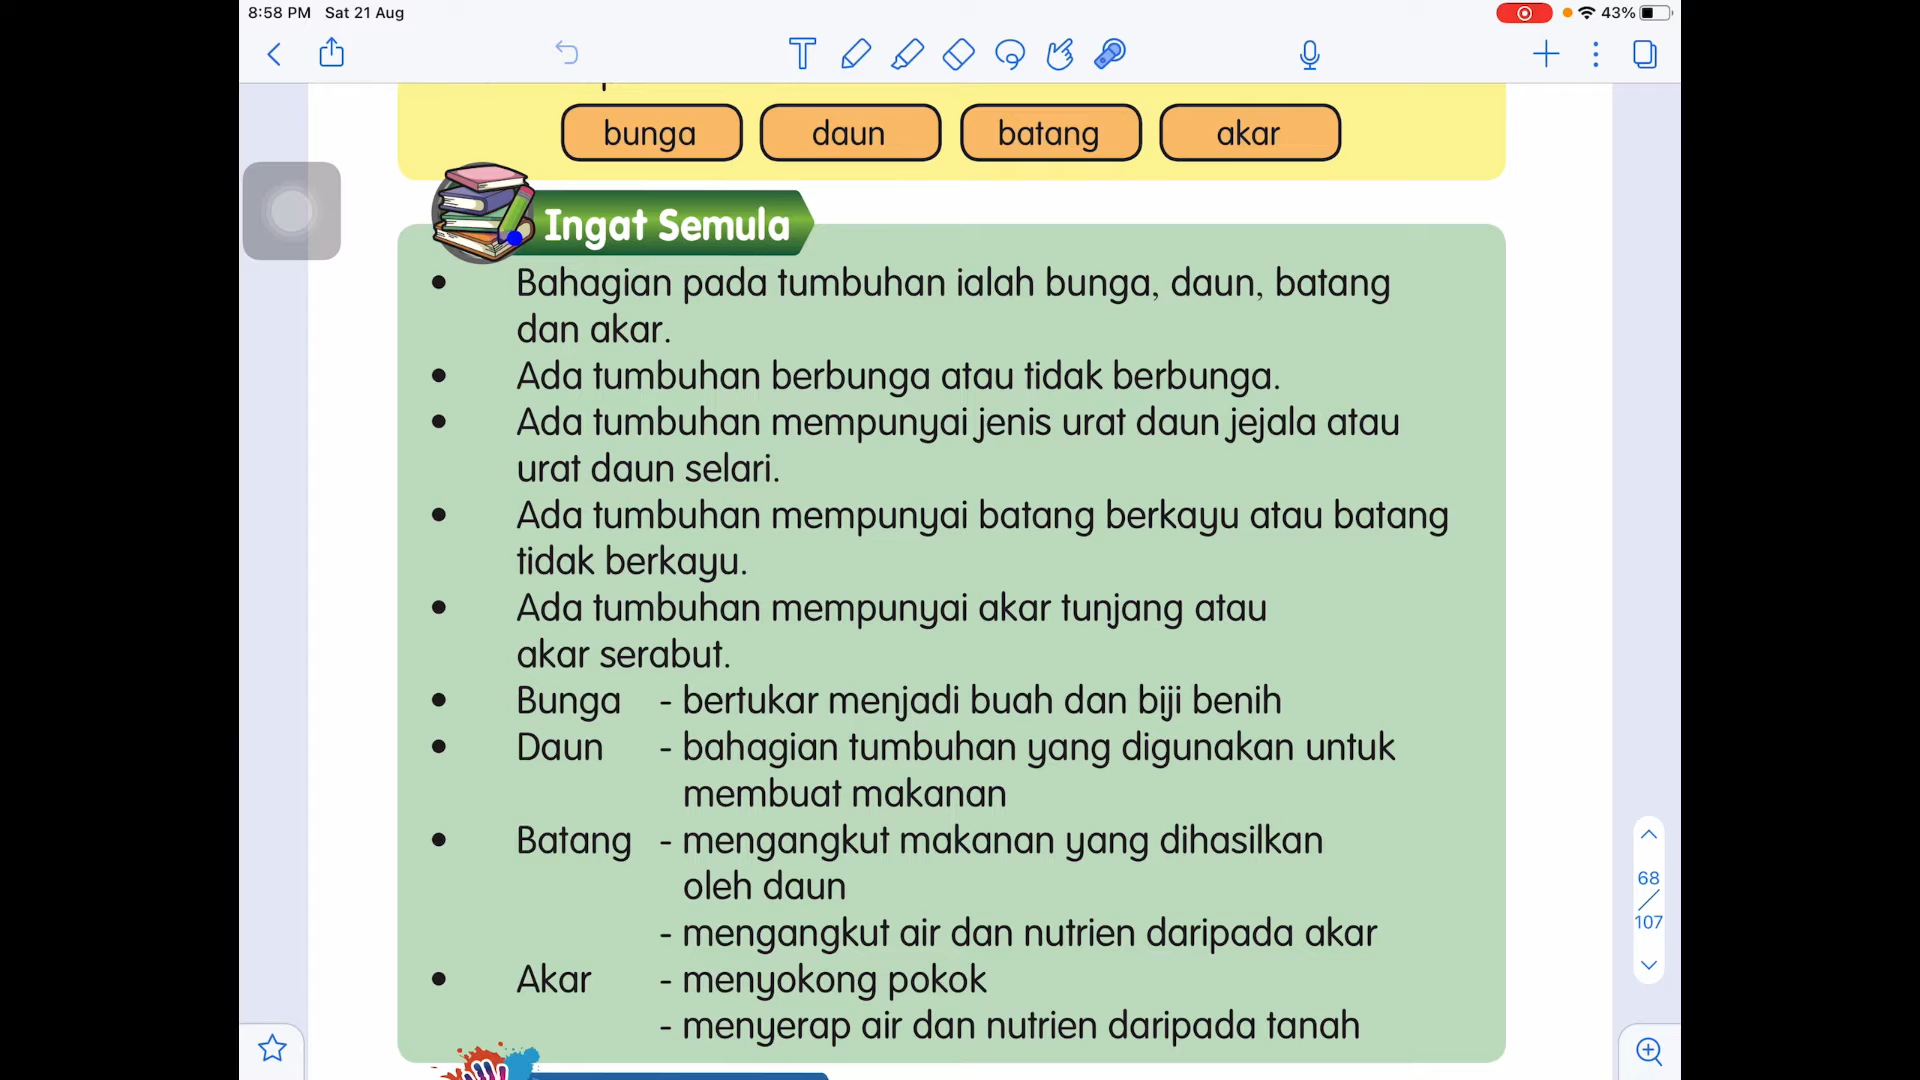 8:58 PM Sat 21 Aug
43%
bunga daun batang akar
Ingat Semula
• Bahagian pada tumbuhan ialah bunga, daun, batang
dan akar.
• Ada tumbuhan berbunga atau tidak berbunga.
• Ada tumbuhan mempunyai jenis urat daun jejala atau
urat daun selari.
• Ada tumbuhan mempunyai batang berkayu atau batang
tidak berkayu.
• Ada tumbuhan mempunyai akar tunjang atau
akar serabut.
• Bunga - bertukar menjadi buah dan biji benih
• Daun - bahagian tumbuhan yang digunakan untuk
membuat makanan
• Batang - mengangkut makanan yang dihasilkan
oleh daun
- mengangkut air dan nutrien daripada akar
• Akar - menyokong pokok
- menyerap air dan nutrien daripada tanah
68
107